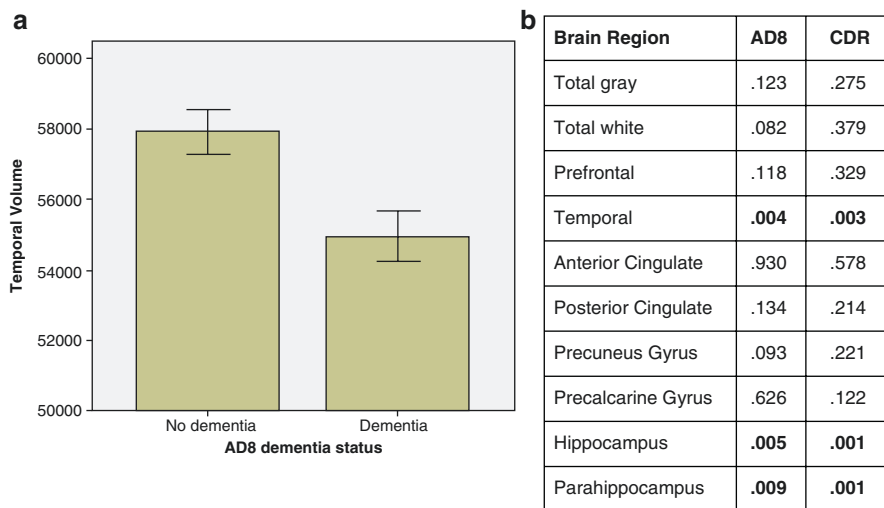 a
60000
58000
56000
54000
52000
50000
Temporal Volume
No dementia Dementia
AD8 dementia status
b
Brain Region AD8 CDR
Total gray .123 .275
Total white .082 .379
Prefrontal .118 .329
Temporal .004 .003
Anterior Cingulate .930 .578
Posterior Cingulate .134 .214
Precuneus Gyrus .093 .221
Precalcarine Gyrus .626 .122
Hippocampus .005 .001
Parahippocampus .009 .001